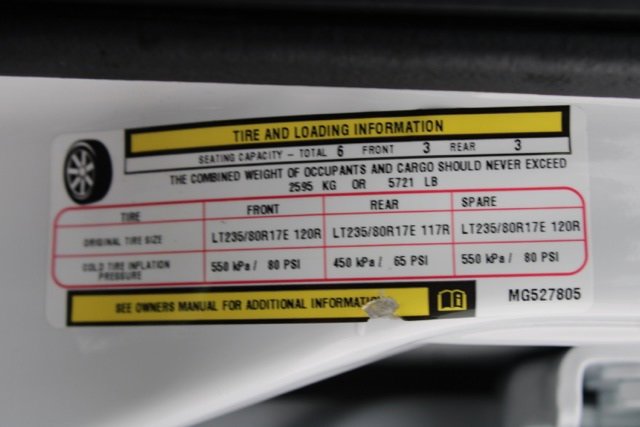 TIRE AND LOADING INFORMATION
SEATING CAPACITY – TOTAL 6 FRONT 3 REAR 3
THE COMBINED WEIGHT OF OCCUPANTS AND CARGO SHOULD NEVER EXCEED
2595 KG OR 5721 LB
TIRE FRONT REAR SPARE
ORIGINAL TIRE SIZE LT235/80R17E 120R LT235/80R17E 117R LT235/80R17E 120R
COLD TIRE INFLATION PRESSURE 550 kPa / 80 PSI 450 kPa / 65 PSI 550 kPa / 80 PSI
SEE OWNERS MANUAL FOR ADDITIONAL INFORMATION
MG527805